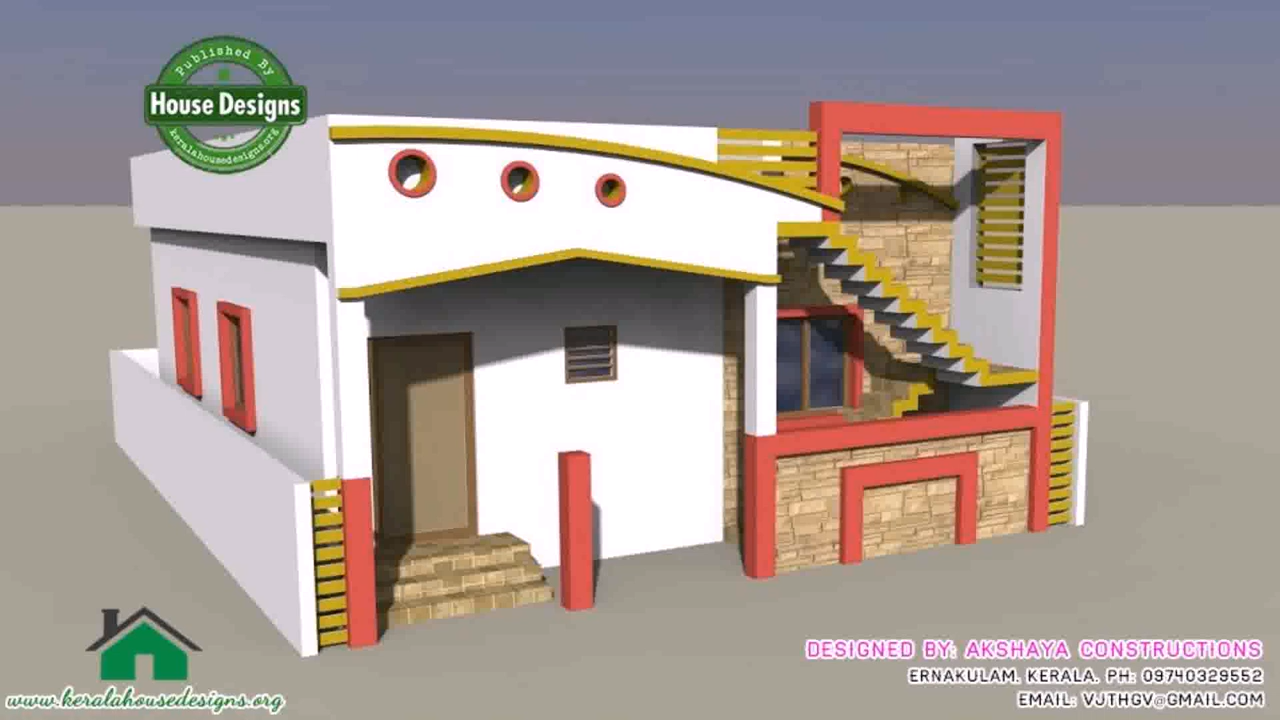 Published By
House Designs
keralahousedesigns.org
DESIGNED BY: AKSHAYA CONSTRUCTIONS
ERNAKULAM, KERALA. PH: 09740329552
EMAIL: VJTHGV@GMAIL.COM
www.keralahousedesigns.org